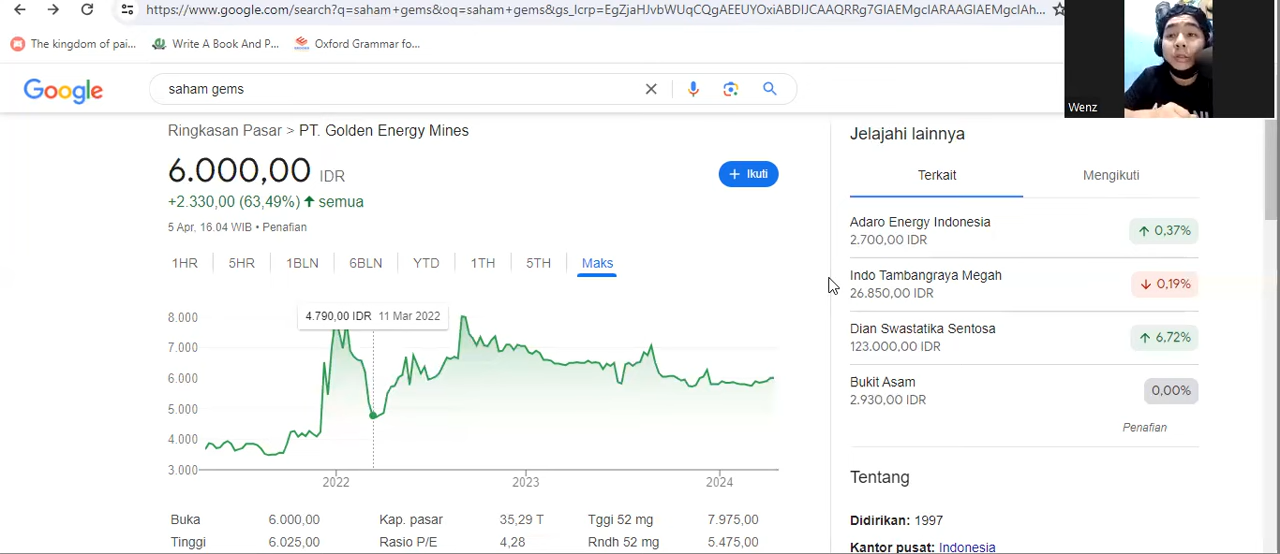 https://www.google.com/search?q=saham+gems&oq=saham+gems&gs_lcrp=EgZjaHJvbWUqCQgAEEUYOxiABDIJCAAQRRg7GIAEMgcIARAAGIAEMgcIAh...
The kingdom of pai...
Write A Book And P...
Oxford Grammar fo...
Google
saham gems
Wenz
Ringkasan Pasar > PT. Golden Energy Mines
6.000,00 IDR
+ Ikuti
+2.330,00 (63,49%) ↑ semua
5 Apr. 16.04 WIB • Penafian
1HR
5HR
1BLN
6BLN
YTD
1TH
5TH
Maks
4.790,00 IDR 11 Mar 2022
8.000
7.000
6.000
5.000
4.000
3.000
2022
2023
2024
Buka 6.000,00 Kap. pasar 35,29 T Tggi 52 mg 7.975,00
Tinggi 6.025,00 Rasio P/E 4,28 Rndh 52 mg 5.475,00
Jelajahi lainnya
Terkait
Mengikuti
Adaro Energy Indonesia
2.700,00 IDR
↑ 0,37%
Indo Tambangraya Megah
26.850,00 IDR
↓ 0,19%
Dian Swastatika Sentosa
123.000,00 IDR
↑ 6,72%
Bukit Asam
2.930,00 IDR
0,00%
Penafian
Tentang
Didirikan: 1997
Kantor pusat: Indonesia